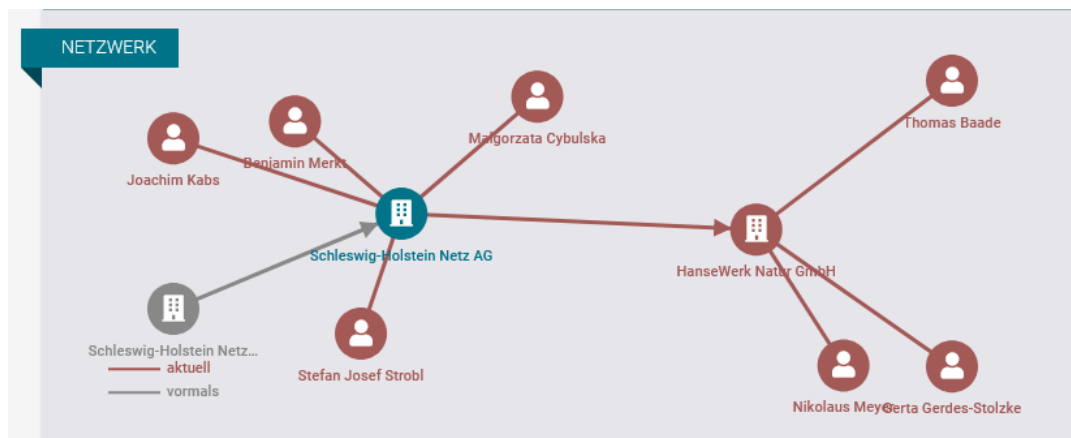 NETZWERK
Thomas Baade
Malgorzata Cybulska
Benjamin Merkt
Joachim Kabs
Schleswig-Holstein Netz AG
HanseWerk Natur GmbH
Schleswig-Holstein Netz...
aktuell
Stefan Josef Strobl
vormals
Nikolaus Meyer
Gerta Gerdes-Stolzke